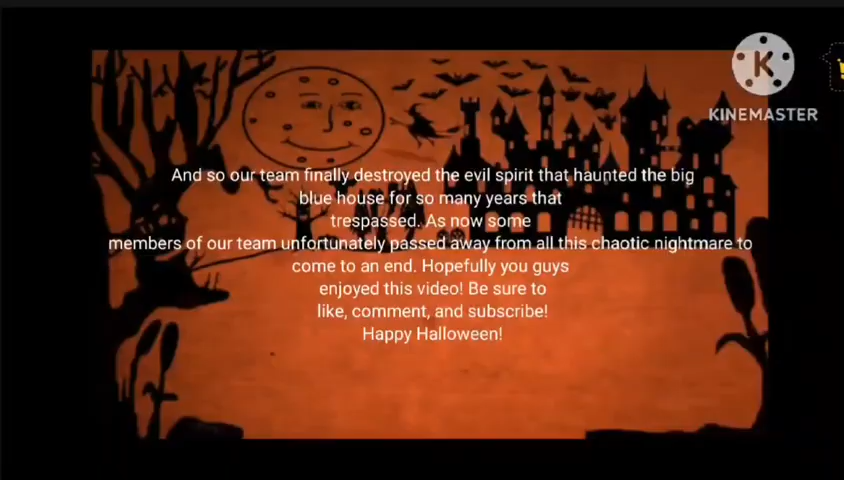 K
KINEMASTER
And so our team finally destroyed the evil spirit that haunted the big
blue house for so many years that
trespassed. As now some
members of our team unfortunately passed away from all this chaotic nightmare to
come to an end. Hopefully you guys
enjoyed this video! Be sure to
like, comment, and subscribe!
Happy Halloween!